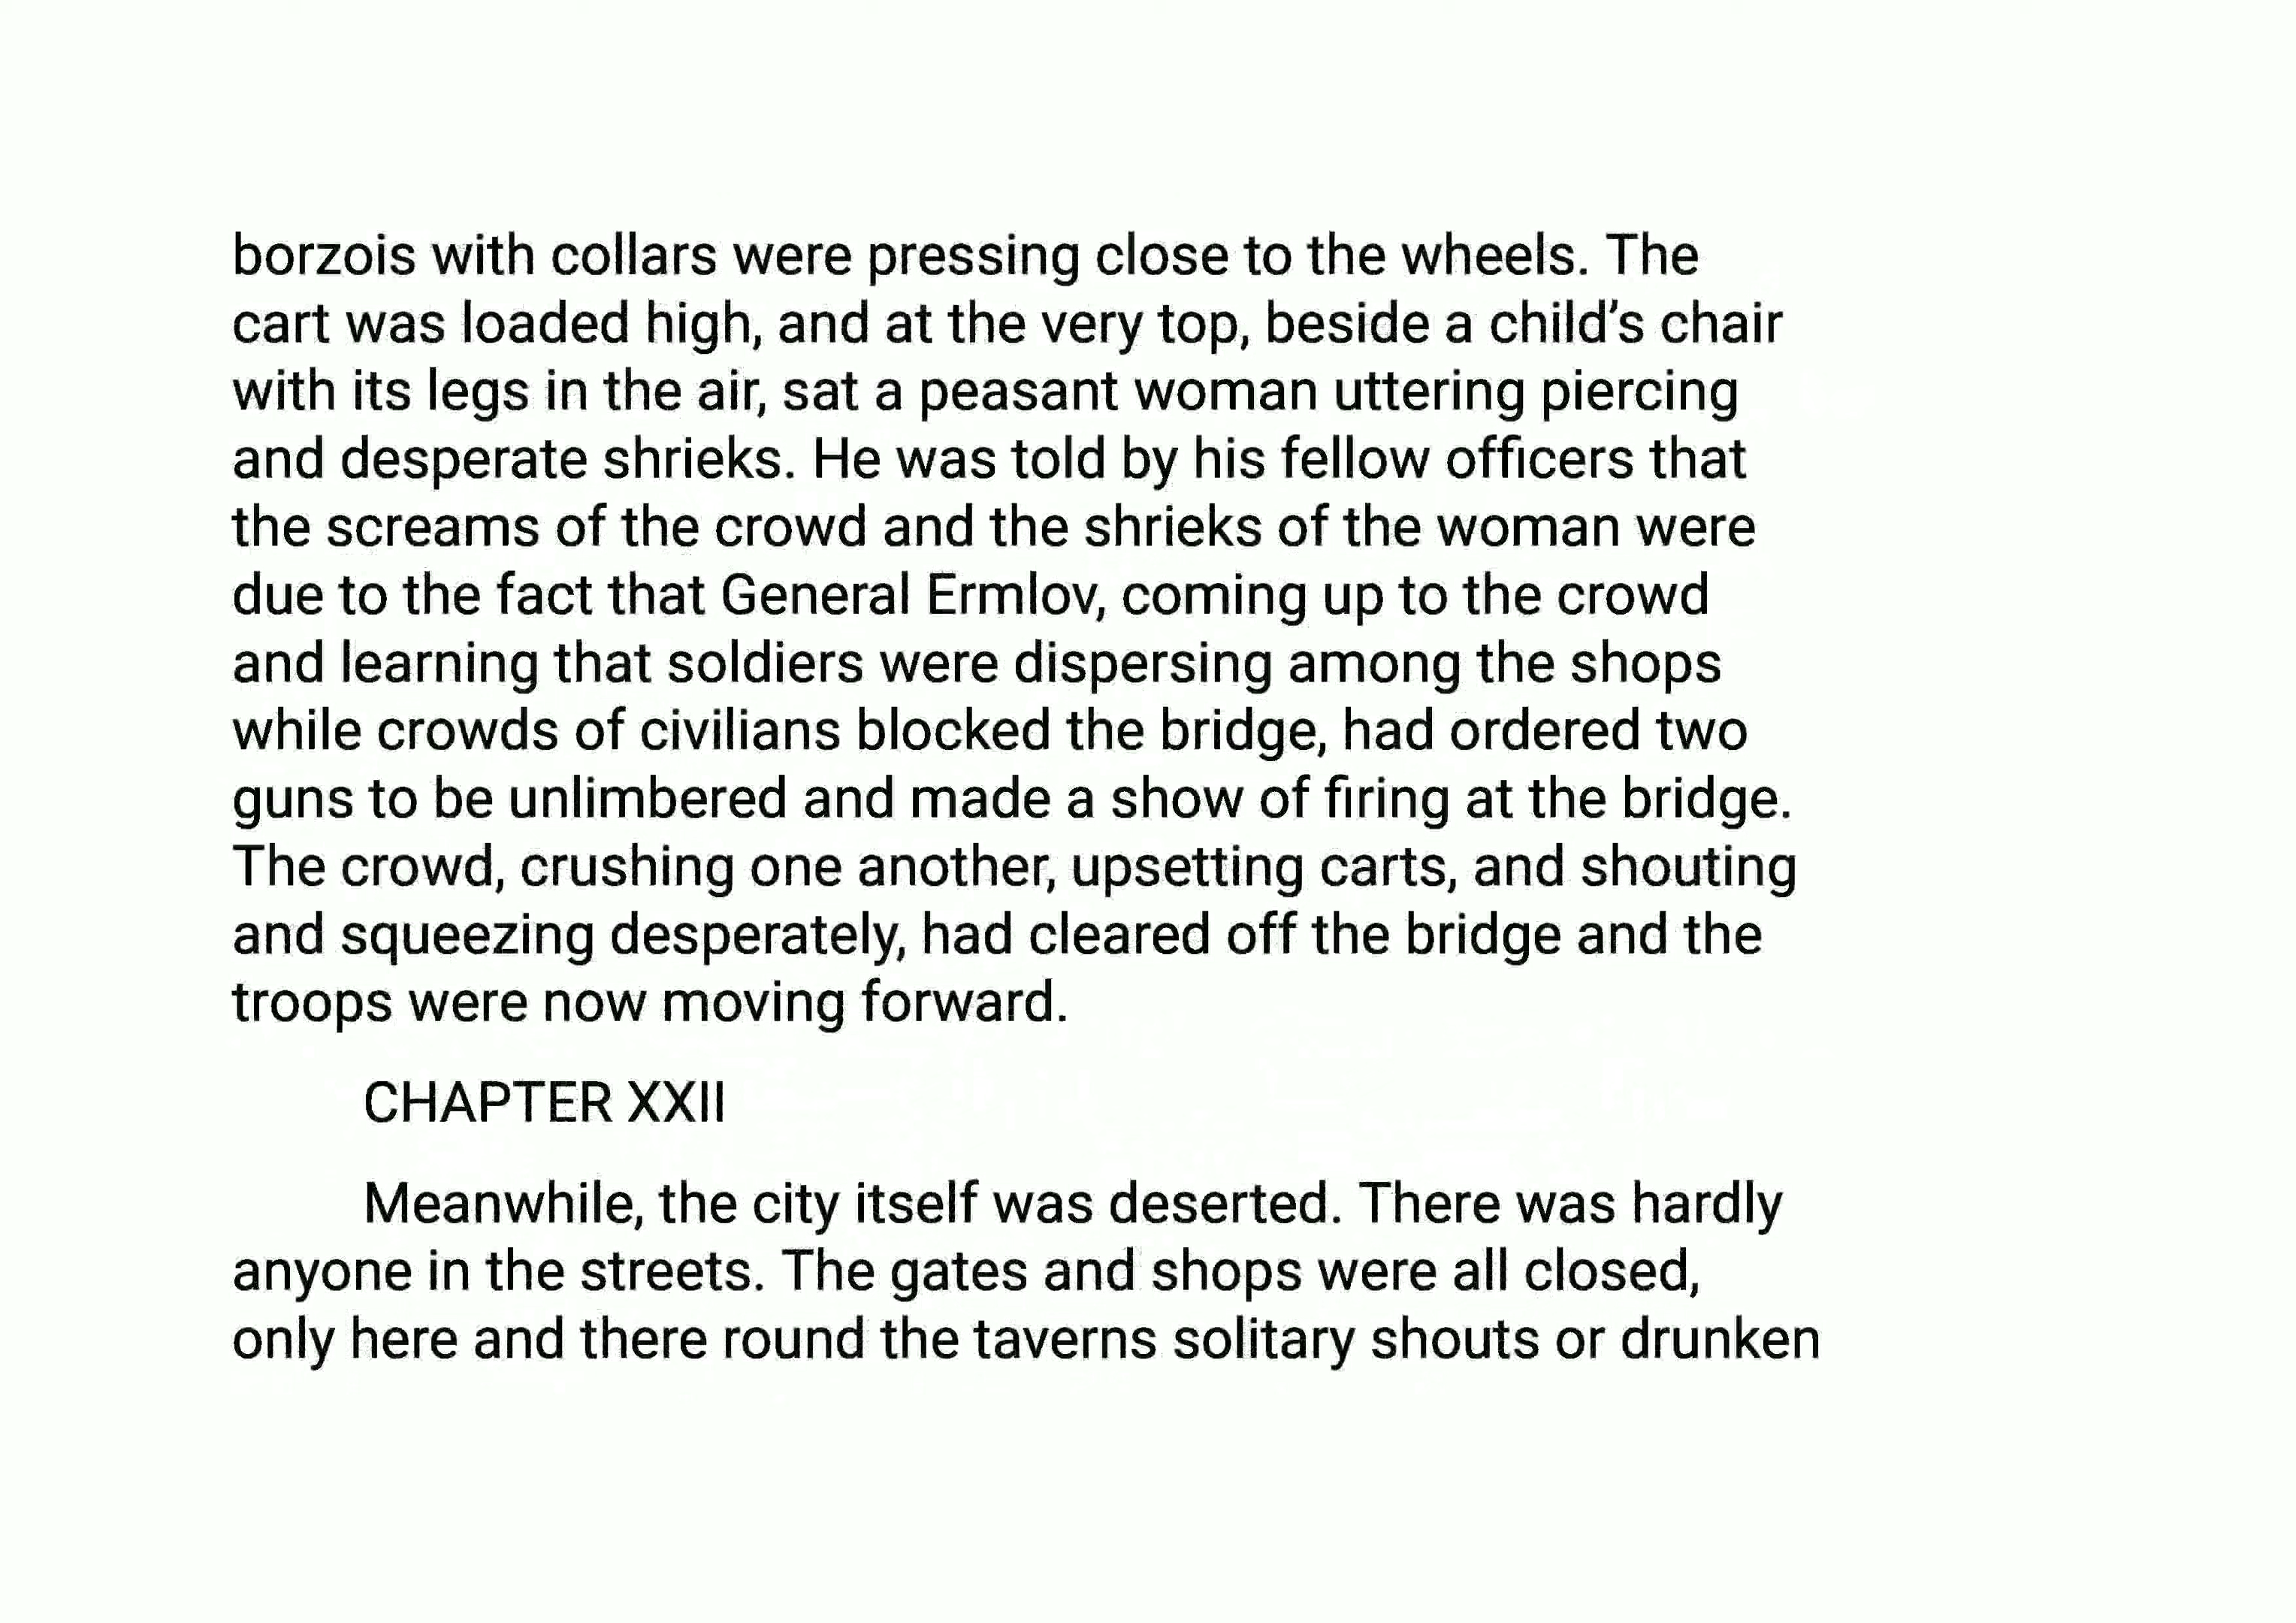 borzois with collars were pressing close to the wheels. The
cart was loaded high, and at the very top, beside a child’s chair
with its legs in the air, sat a peasant woman uttering piercing
and desperate shrieks. He was told by his fellow officers that
the screams of the crowd and the shrieks of the woman were
due to the fact that General Ermlov, coming up to the crowd
and learning that soldiers were dispersing among the shops
while crowds of civilians blocked the bridge, had ordered two
guns to be unlimbered and made a show of firing at the bridge.
The crowd, crushing one another, upsetting carts, and shouting
and squeezing desperately, had cleared off the bridge and the
troops were now moving forward.
CHAPTER XXII
Meanwhile, the city itself was deserted. There was hardly
anyone in the streets. The gates and shops were all closed,
only here and there round the taverns solitary shouts or drunken